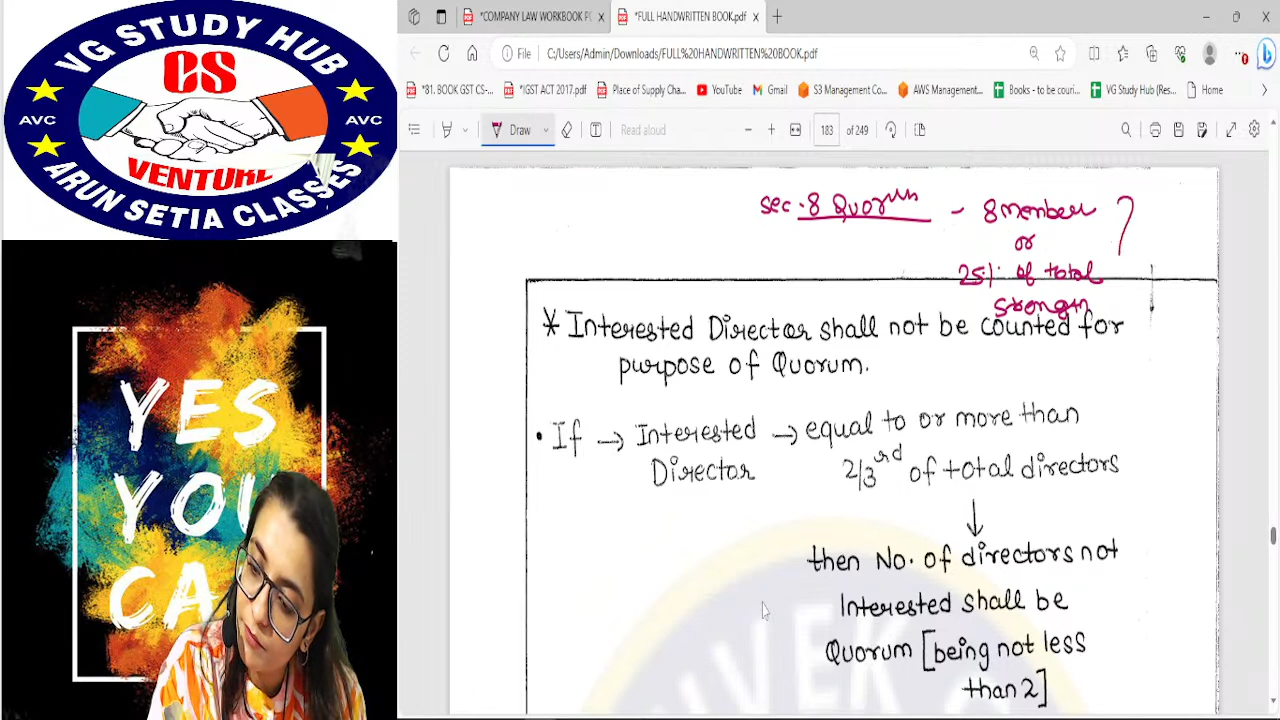 VG STUDY HUB
CS
AVC
AVC
VENTURE
ARUN SETIA CLASSES
YES
YOU
CA
*COMPANY LAW WORKBOOK PD
*FULL HANDWRITTEN BOOK.pdf
File
C:/Users/Admin/Downloads/FULL%20HANDWRITTEN%20BOOK.pdf
*81. BOOK GST CS-...
*IGST ACT 2017.pdf
Place of Supply Cha...
YouTube
Gmail
S3 Management Co...
AWS Managemen...
Books - to be couri...
VG Study Hub (Res...
Home
Draw
Read aloud
183 of 249
Sec.8 Quorum - 8 member
or
25% of total
strength
* Interested Director shall not be counted for
purpose of Quorum.
• If → Interested Director → equal to or more than
2/3rd of total directors
↓
then No. of directors not
Interested shall be
Quorum [being not less
than 2]